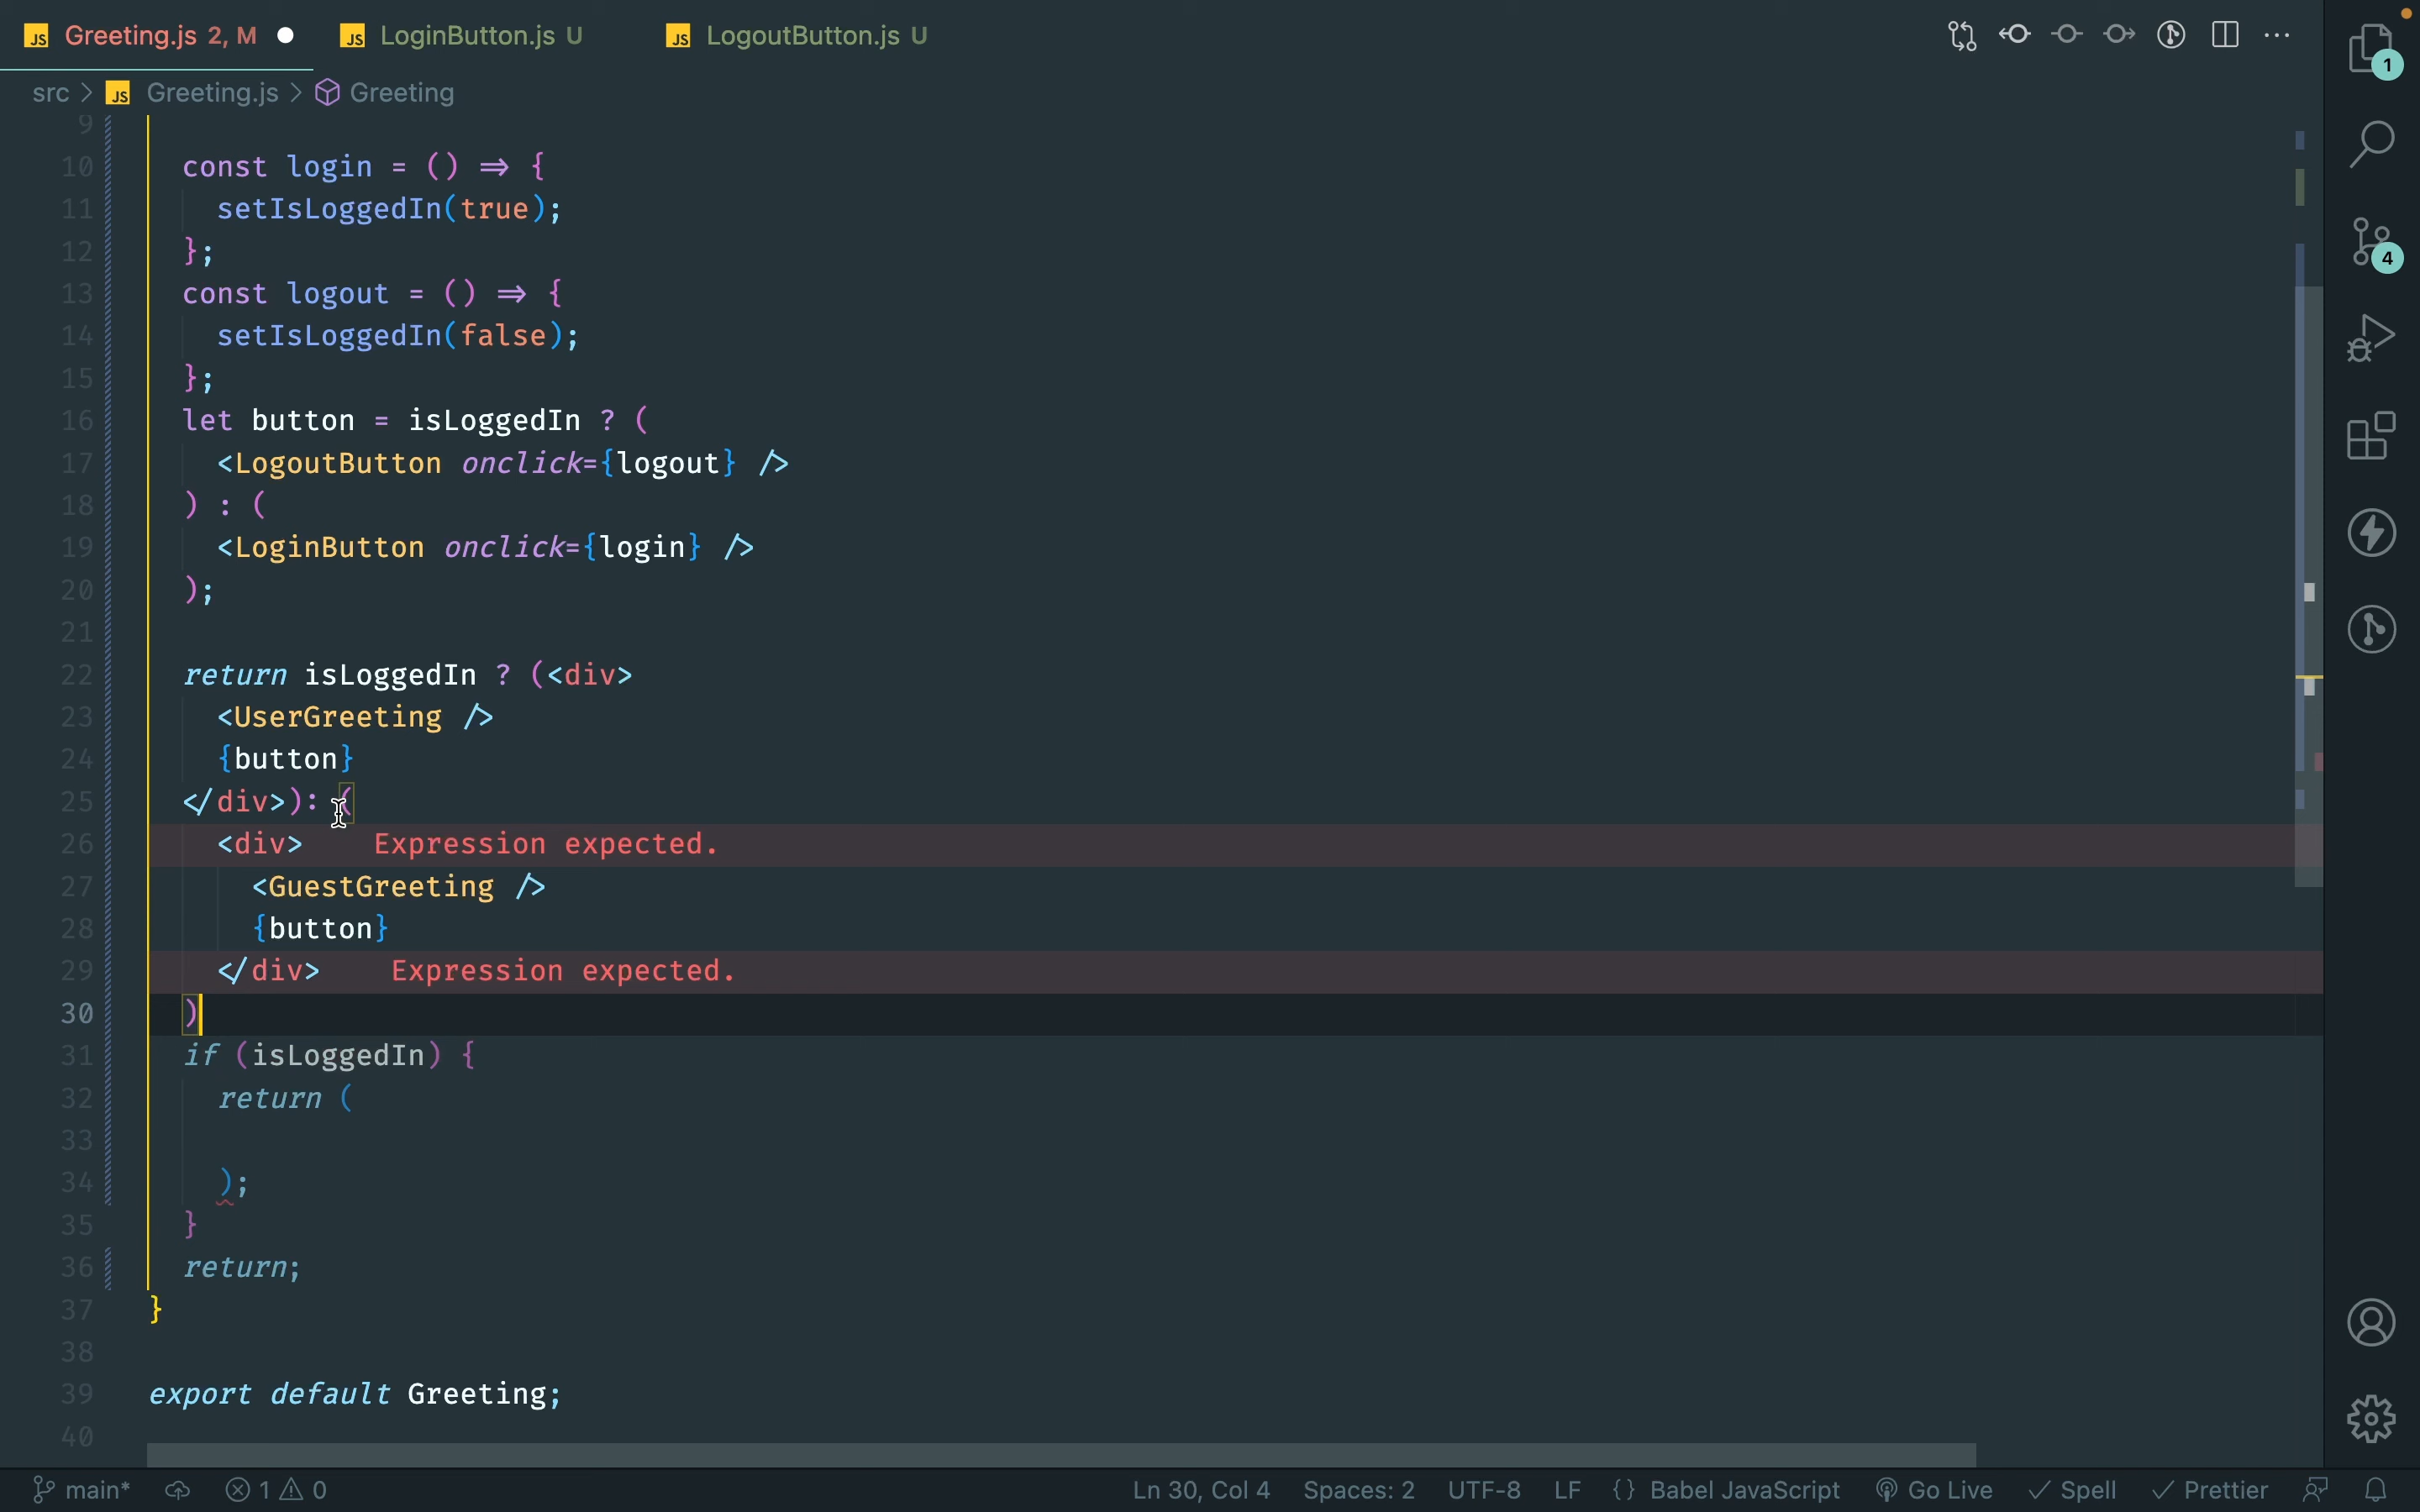 JS Greeting.js 2, M JS LoginButton.js U JS LogoutButton.js U
src > JS Greeting.js > Greeting
1
4
9
10 const login = () => {
11 setIsLoggedIn(true);
12 };
13 const logout = () => {
14 setIsLoggedIn(false);
15 };
16 let button = isLoggedIn ? (
17 <LogoutButton onclick={logout} />
18 ) : (
19 <LoginButton onclick={login} />
20 );
21
22 return isLoggedIn ? (<div>
23 <UserGreeting />
24 {button}
25 </div>): (
26 <div> Expression expected.
27 <GuestGreeting />
28 {button}
29 </div> Expression expected.
30 )
31 if (isLoggedIn) {
32 return (
33
34 );
35 }
36 return;
37 }
38
39 export default Greeting;
40
main* 1 0 Ln 30, Col 4 Spaces: 2 UTF-8 LF {} Babel JavaScript Go Live Spell Prettier